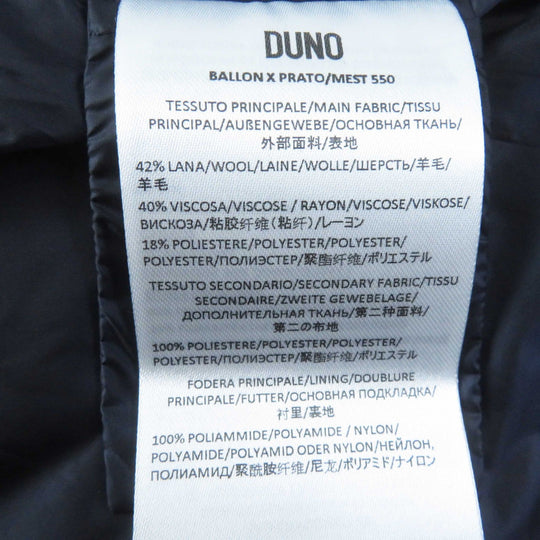 DUNO
BALLON X PRATO/MEST 550
TESSUTO PRINCIPALE/MAIN FABRIC/TISSU
PRINCIPAL/AUßENGEWEBE/ОСНОВНАЯ ТКАНЬ/
外部面料/表地
42% LANA/WOOL/LAINE/WOLLE/ШЕРСТЬ/羊毛/
羊毛
40% VISCOSA/VISCOSE / RAYON/VISCOSE/VISKOSE/
ВИСКОЗА/粘胶纤维(粘纤)/レーヨン
18% POLIESTERE/POLYESTER/POLYESTER/
POLYESTER/ПОЛИЭСТЕР/聚酯纤维/ポリエステル
TESSUTO SECONDARIO/SECONDARY FABRIC/TISSU
SECONDAIRE/ZWEITE GEWEBELAGE/
ДОПОЛНИТЕЛЬНАЯ ТКАНЬ/第二种面料/
第二の布地
100% POLIESTERE/POLYESTER/POLYESTER/
POLYESTER/ПОЛИЭСТЕР/聚酯纤维/ポリエステル
FODERA PRINCIPALE/LINING/DOUBLURE
PRINCIPALE/FUTTER/ОСНОВНАЯ ПОДКЛАДКА/
衬里/裏地
100% POLIAMMIDE/POLYAMIDE / NYLON/
POLYAMIDE/POLYAMID ODER NYLON/НЕЙЛОН,
ПОЛИАМИД/聚酰胺纤维/尼龙/ポリアミド/ナイロン